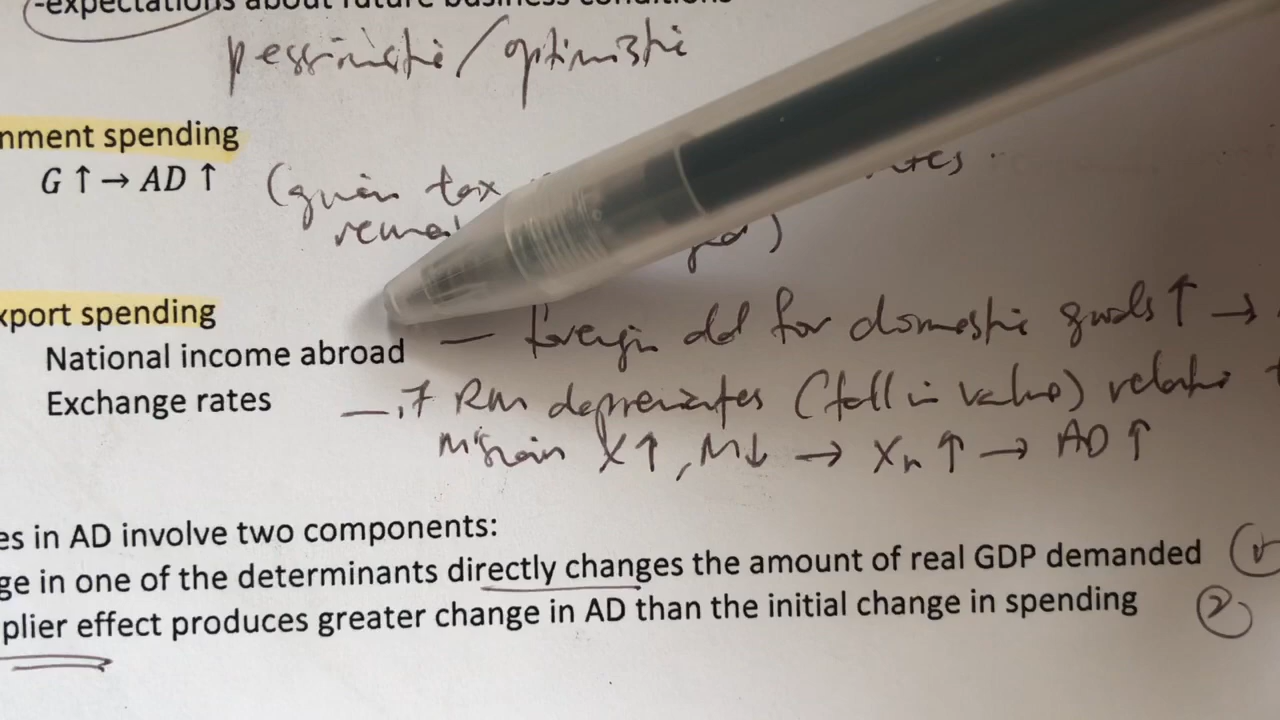 -expectations about future business conditions
pessimistic/optimistic
nment spending
G ↑ → AD ↑ (given tax
xport spending
National income abroad — foreign dd for domestic goods ↑ →
Exchange rates — if RM depreciates (fall in value)
X↑, M↓ → Xn ↑ → AD ↑
es in AD involve two components:
ge in one of the determinants directly changes the amount of real GDP demanded
plier effect produces greater change in AD than the initial change in spending 2